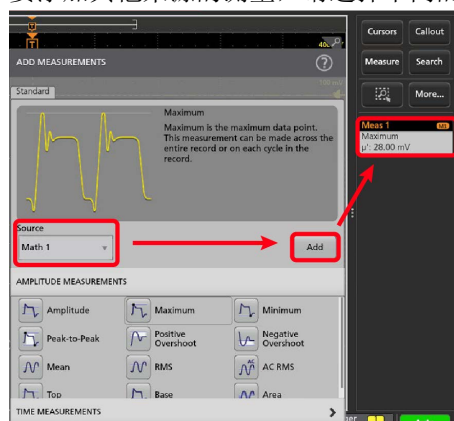 Cursors
Callout
ADD MEASUREMENTS
?
Measure
Search
Standard
More...
Maximum
Maximum is the maximum data point.
This measurement can be made across the
entire record or on each cycle in the
record.
Meas 1
M1
Maximum
µ': 28.00 mV
Source
Math 1
Add
AMPLITUDE MEASUREMENTS
Amplitude
Maximum
Minimum
Peak-to-Peak
Positive
Overshoot
Negative
Overshoot
Mean
RMS
AC
AC RMS
Top
Base
Area
TIME MEASUREMENTS